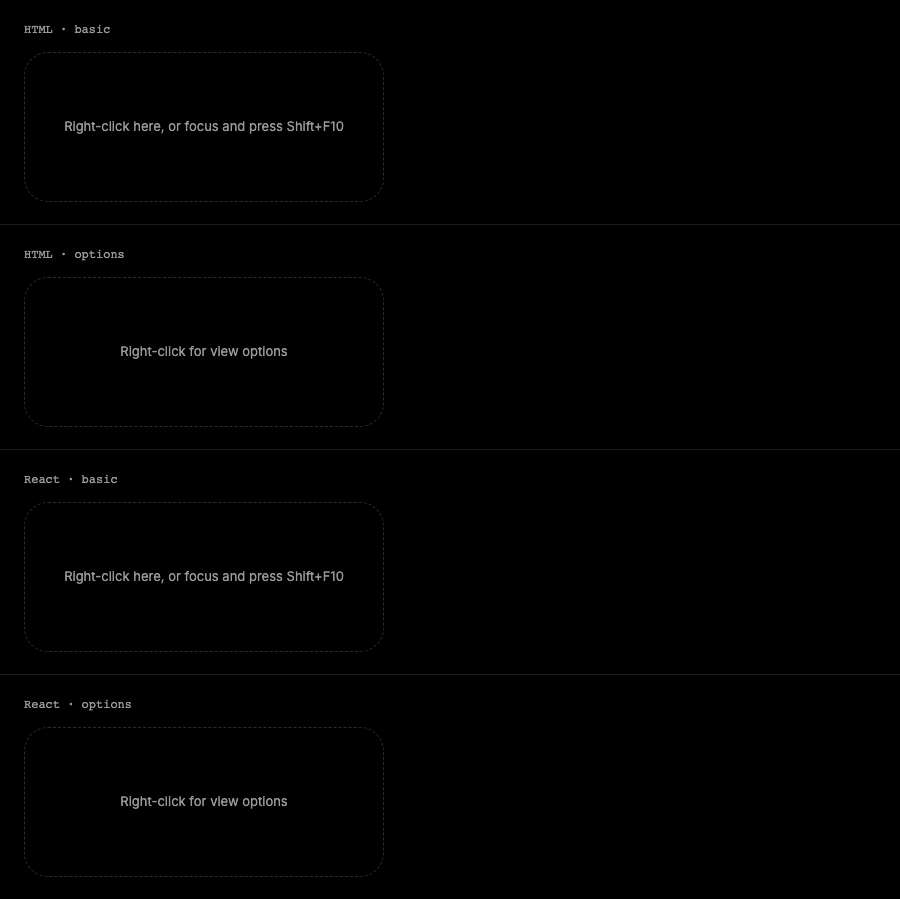 HTML · basic
Right-click here, or focus and press Shift+F10
HTML · options
Right-click for view options
React · basic
Right-click here, or focus and press Shift+F10
React · options
Right-click for view options